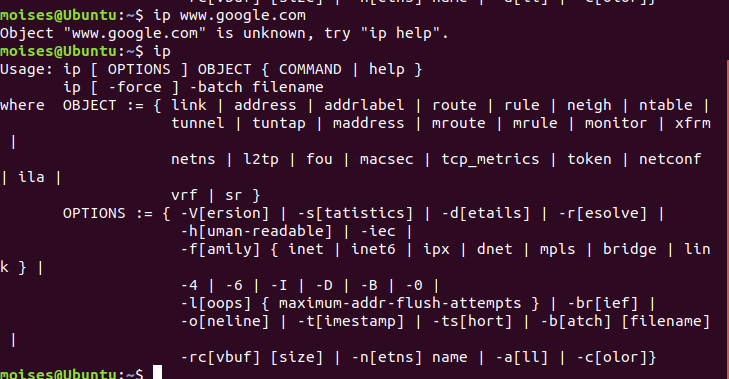 -rc[vbuf] [size] | -n[etns] name | -a[ll] | -c[olor]}
moises@Ubuntu:~$ ip www.google.com
Object "www.google.com" is unknown, try "ip help".
moises@Ubuntu:~$ ip
Usage: ip [ OPTIONS ] OBJECT { COMMAND | help }
       ip [ -force ] -batch filename
where  OBJECT := { link | address | addrlabel | route | rule | neigh | ntable |
                   tunnel | tuntap | maddress | mroute | mrule | monitor | xfrm
 |
                   netns | l2tp | fou | macsec | tcp_metrics | token | netconf
| ila |
                   vrf | sr }
       OPTIONS := { -V[ersion] | -s[tatistics] | -d[etails] | -r[esolve] |
                    -h[uman-readable] | -iec |
                    -f[amily] { inet | inet6 | ipx | dnet | mpls | bridge | lin
k } |
                    -4 | -6 | -I | -D | -B | -0 |
                    -l[oops] { maximum-addr-flush-attempts } | -br[ief] |
                    -o[neline] | -t[imestamp] | -ts[hort] | -b[atch] [filename]
 |
                    -rc[vbuf] [size] | -n[etns] name | -a[ll] | -c[olor]}
moises@Ubuntu:~$